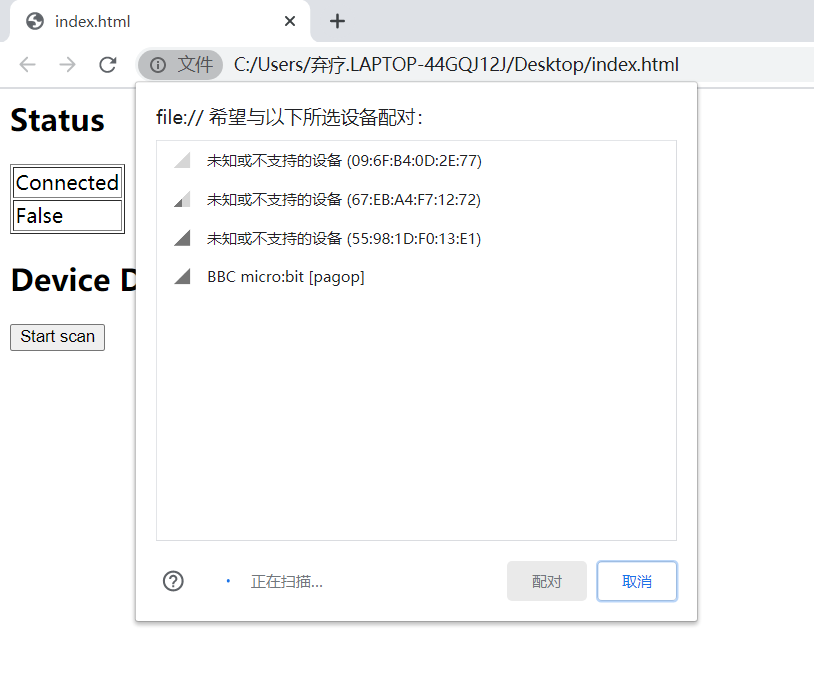 index.html
文件 C:/Users/弃疗.LAPTOP-44GQJ12J/Desktop/index.html
Status
Connected
False
Device D
Start scan
file:// 希望与以下所选设备配对：
未知或不支持的设备 (09:6F:B4:0D:2E:77)
未知或不支持的设备 (67:EB:A4:F7:12:72)
未知或不支持的设备 (55:98:1D:F0:13:E1)
BBC micro:bit [pagop]
正在扫描...
配对
取消